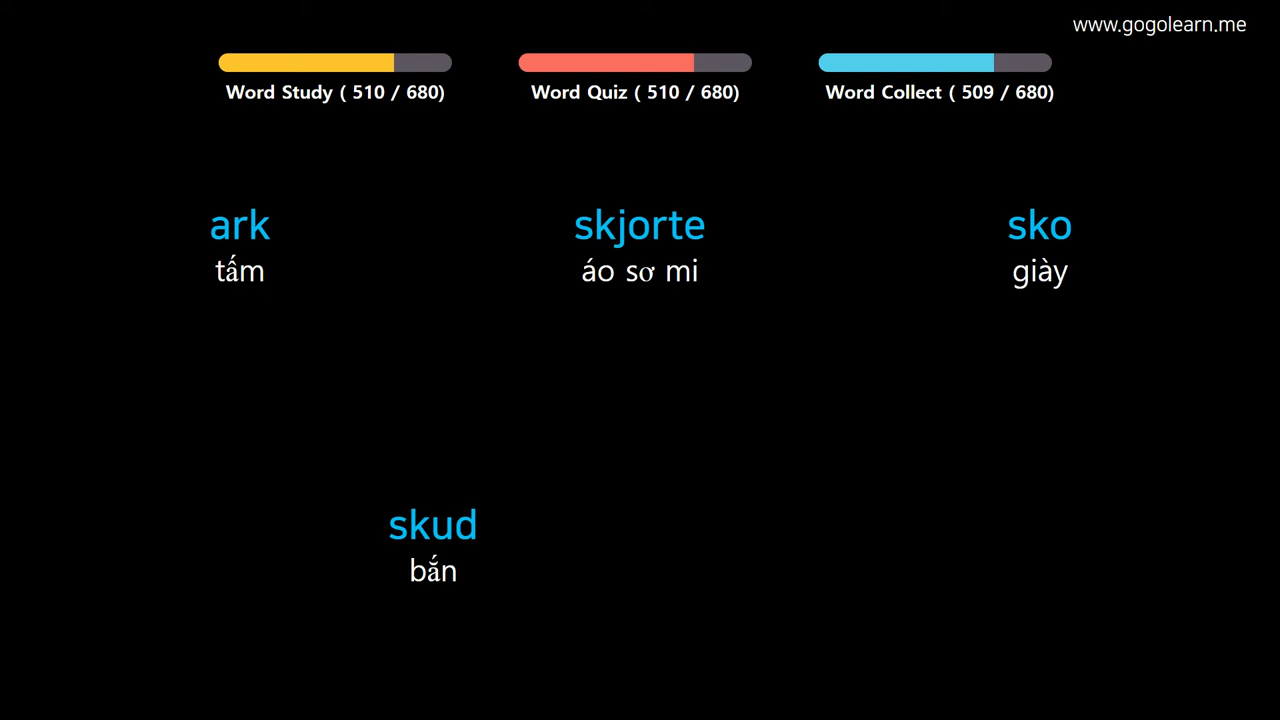 www.gogolearn.me
Word Study ( 510 / 680)
Word Quiz ( 510 / 680)
Word Collect ( 509 / 680)
ark
tấm
skjorte
áo sơ mi
sko
giày
skud
bắn